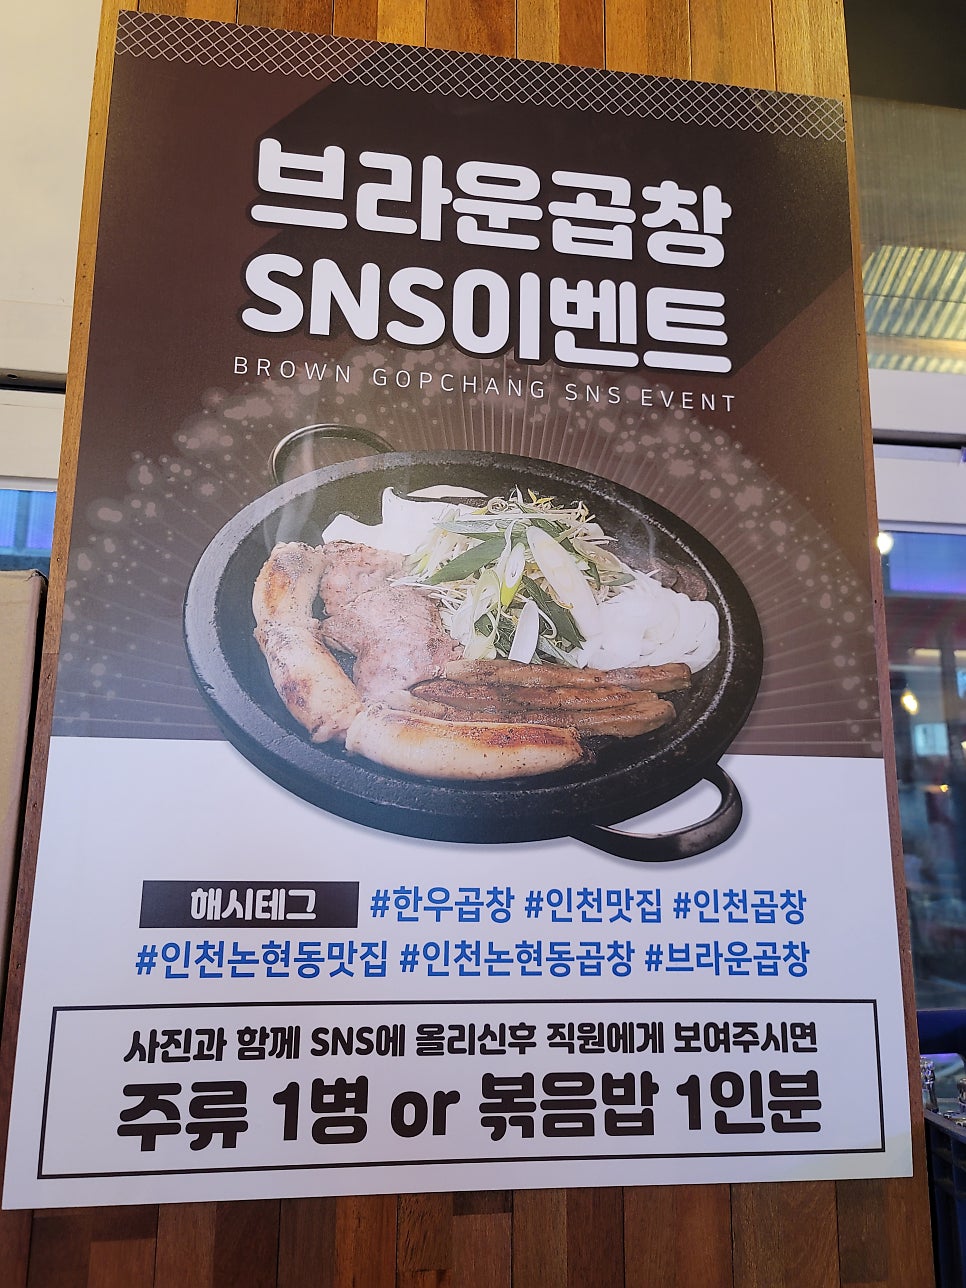 브라운곱창
SNS이벤트
BROWN GOPCHANG SNS EVENT
해시테그 #한우곱창 #인천맛집 #인천곱창
#인천논현동맛집 #인천논현동곱창 #브라운곱창
사진과 함께 SNS에 올리신후 직원에게 보여주시면
주류 1병 or 볶음밥 1인분